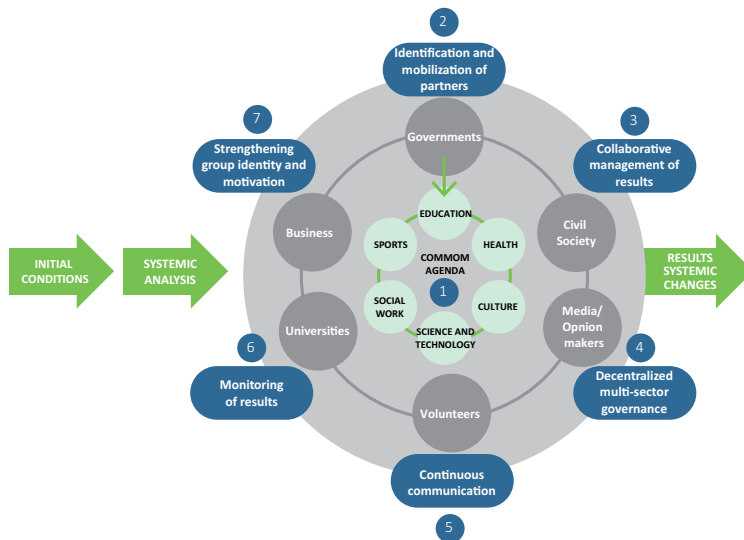 2
Identification and
mobilization of
partners
7
Strengthening
group identity and
motivation
3
Collaborative
management of
results
Governments
EDUCATION
SPORTS
HEALTH
COMMOM
AGENDA
1
SOCIAL
WORK
CULTURE
SCIENCE AND
TECHNOLOGY
Business
Civil
Society
Universities
Media/
Opnion
makers
Volunteers
INITIAL
CONDITIONS
SYSTEMIC
ANALYSIS
RESULTS
SYSTEMIC
CHANGES
6
Monitoring
of results
4
Decentralized
multi-sector
governance
Continuous
communication
5